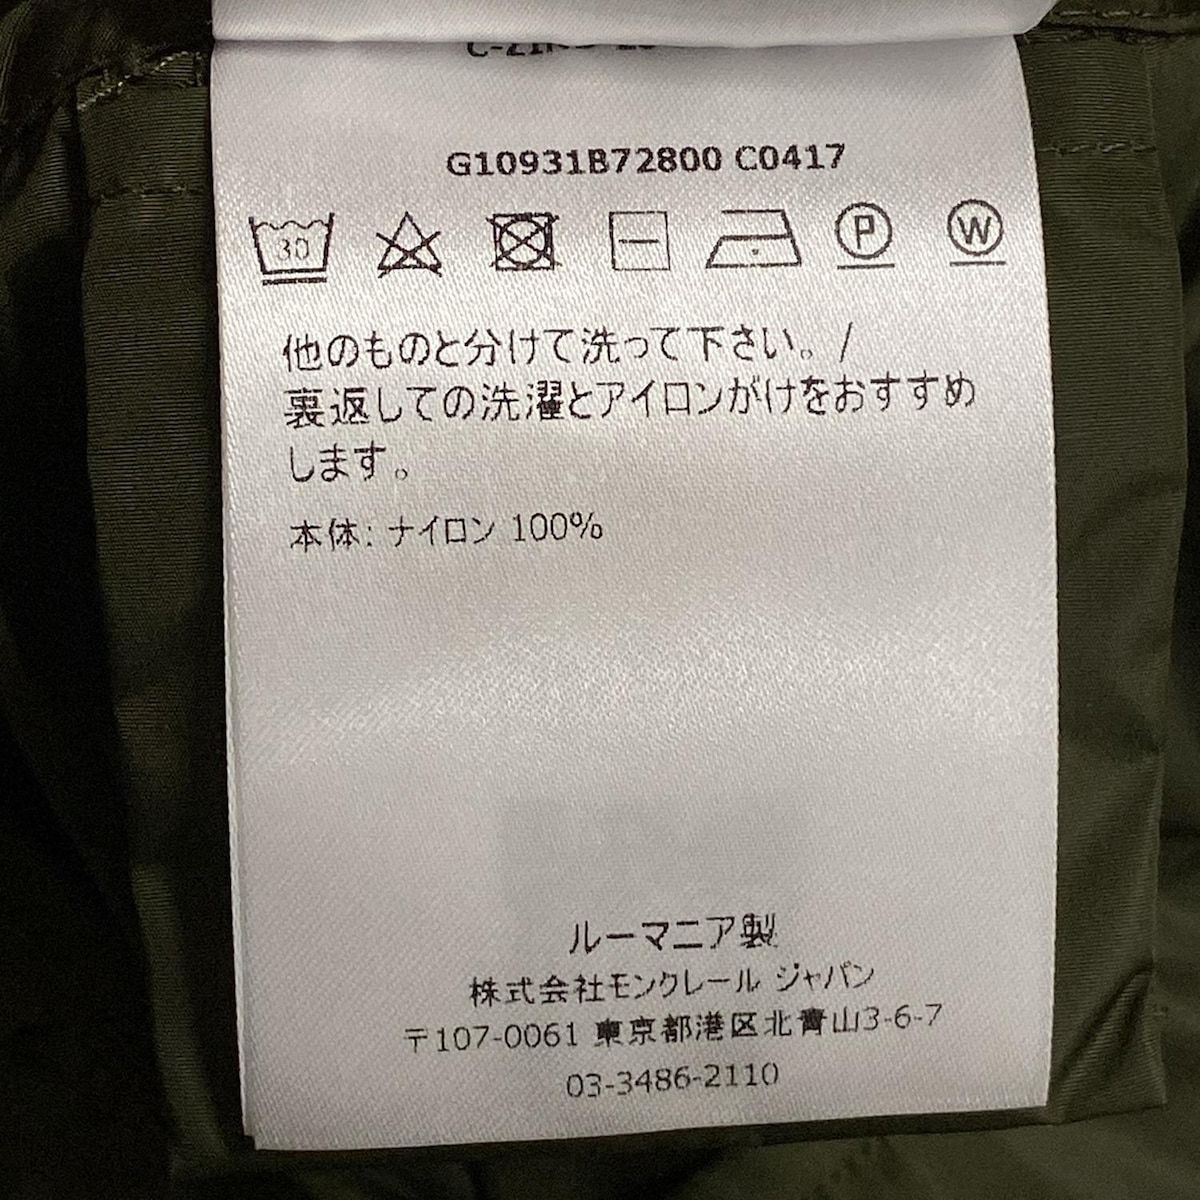 G10931B72800 C0417
30
P W
他のものと分けて洗って下さい。/
裏返しての洗濯とアイロンがけをおすすめ
します。
本体: ナイロン 100%
ルーマニア製
株式会社モンクレール ジャパン
〒107-0061 東京都港区北青山3-6-7
03-3486-2110